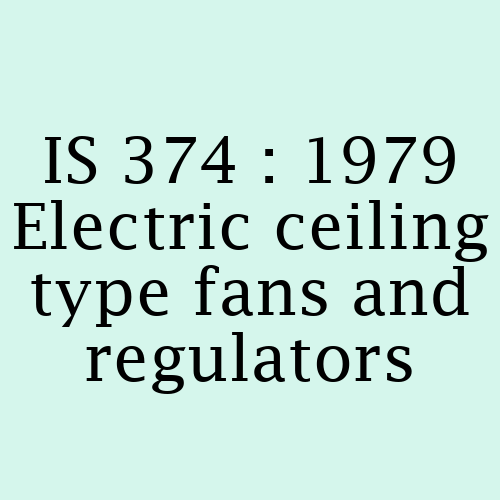 IS 374 : 1979
Electric ceiling
type fans and
regulators